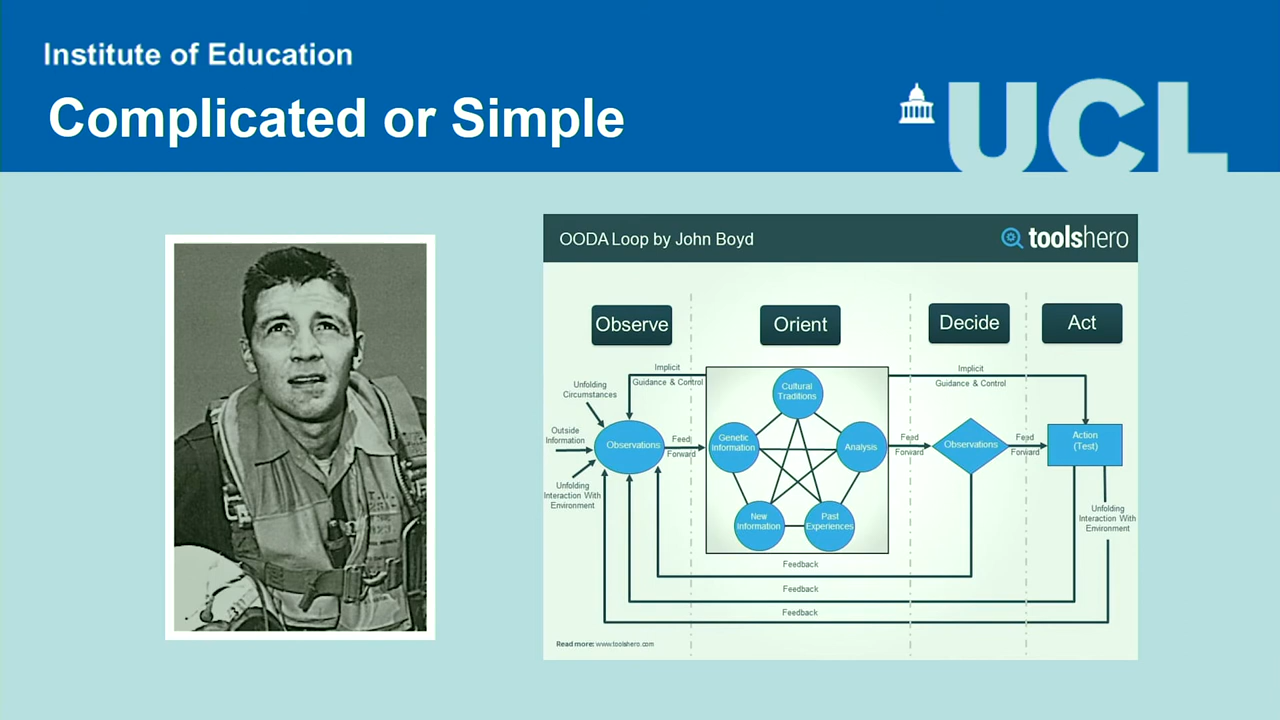 Institute of Education
Complicated or Simple
UCL
OODA Loop by John Boyd
toolshero
Observe
Orient
Decide
Act
Implicit
Guidance & Control
Implicit
Guidance & Control
Unfolding
Circumstances
Outside
Information
Unfolding
Interaction With
Environment
Observations
Feed
Forward
Cultural
Traditions
Genetic
Information
Analysis
New
Information
Past
Experiences
Feed
Forward
Observations
Feed
Forward
Action
(Test)
Unfolding
Interaction With
Environment
Feedback
Feedback
Feedback
Read more: www.toolshero.com